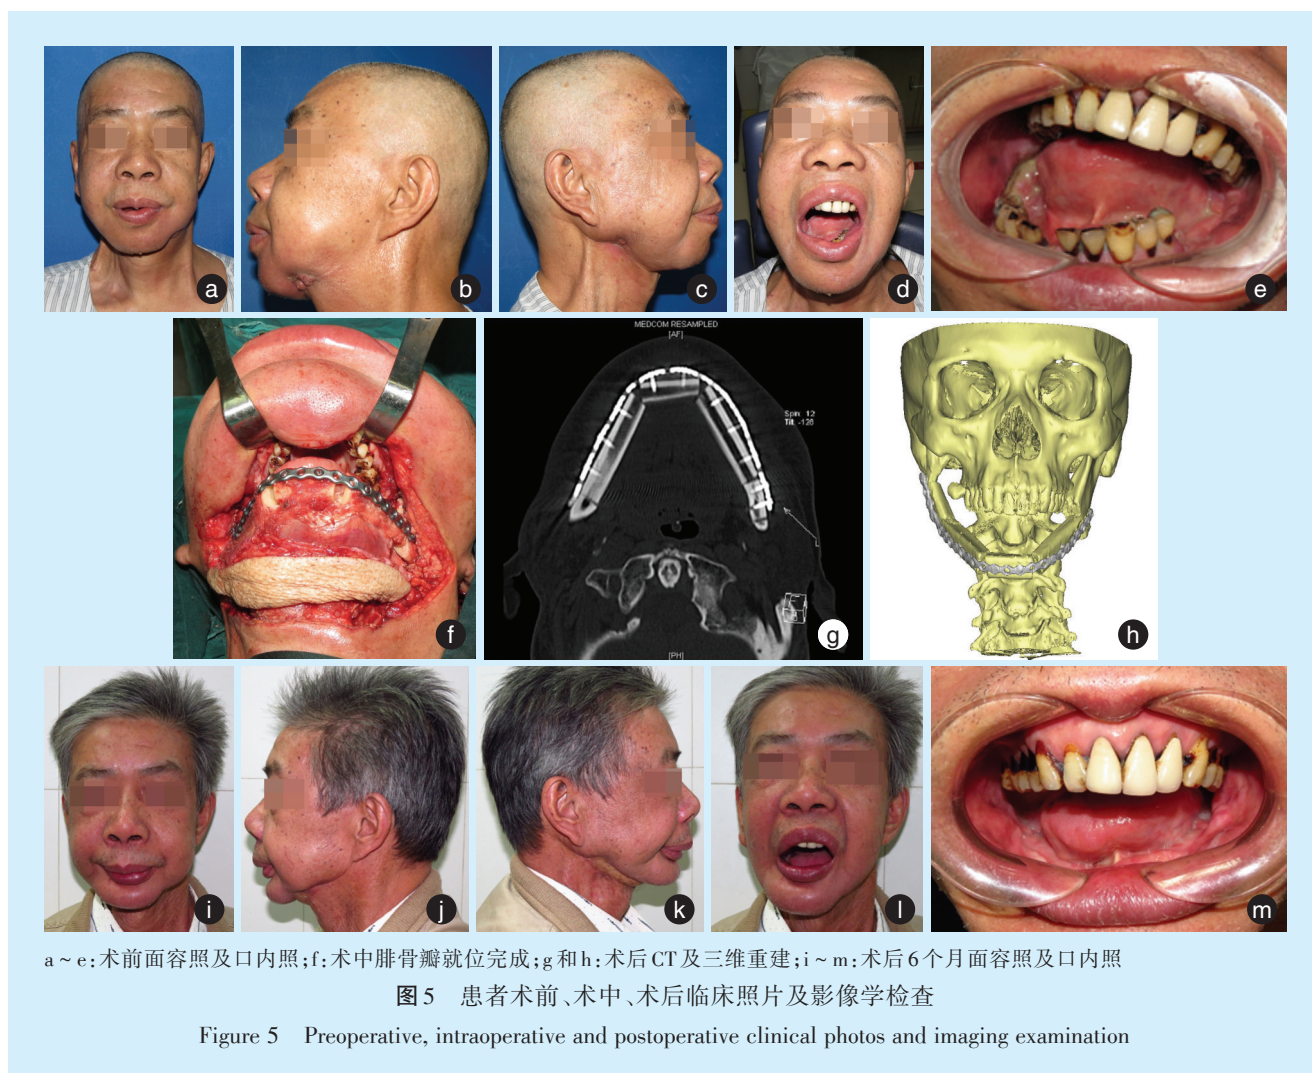 a
b
c
d
e
f
MEDCOM RESAMPLED
[AF]
Spin: 12
Tilt: -126
L
[PH]
g
h
i
j
k
l
m
a～e:术前面容照及口内照;f:术中腓骨瓣就位完成;g和h:术后CT及三维重建;i～m:术后6个月面容照及口内照
图5 患者术前、术中、术后临床照片及影像学检查
Figure 5 Preoperative, intraoperative and postoperative clinical photos and imaging examination